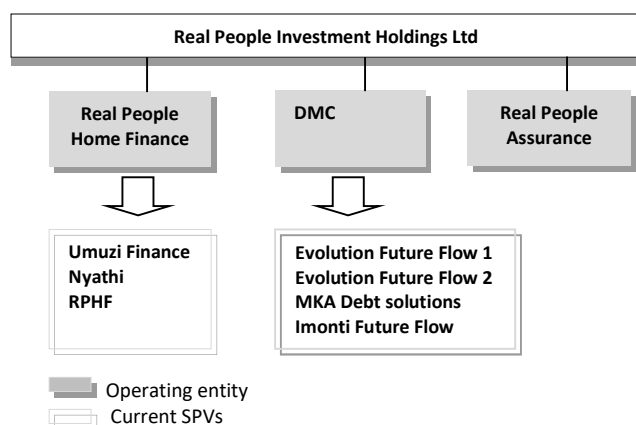 Real People Investment Holdings Ltd
Real People
Home Finance
DMC
Real People
Assurance
Umuzi Finance
Nyathi
RPHF
Evolution Future Flow 1
Evolution Future Flow 2
MKA Debt solutions
Imonti Future Flow
Operating entity
Current SPVs